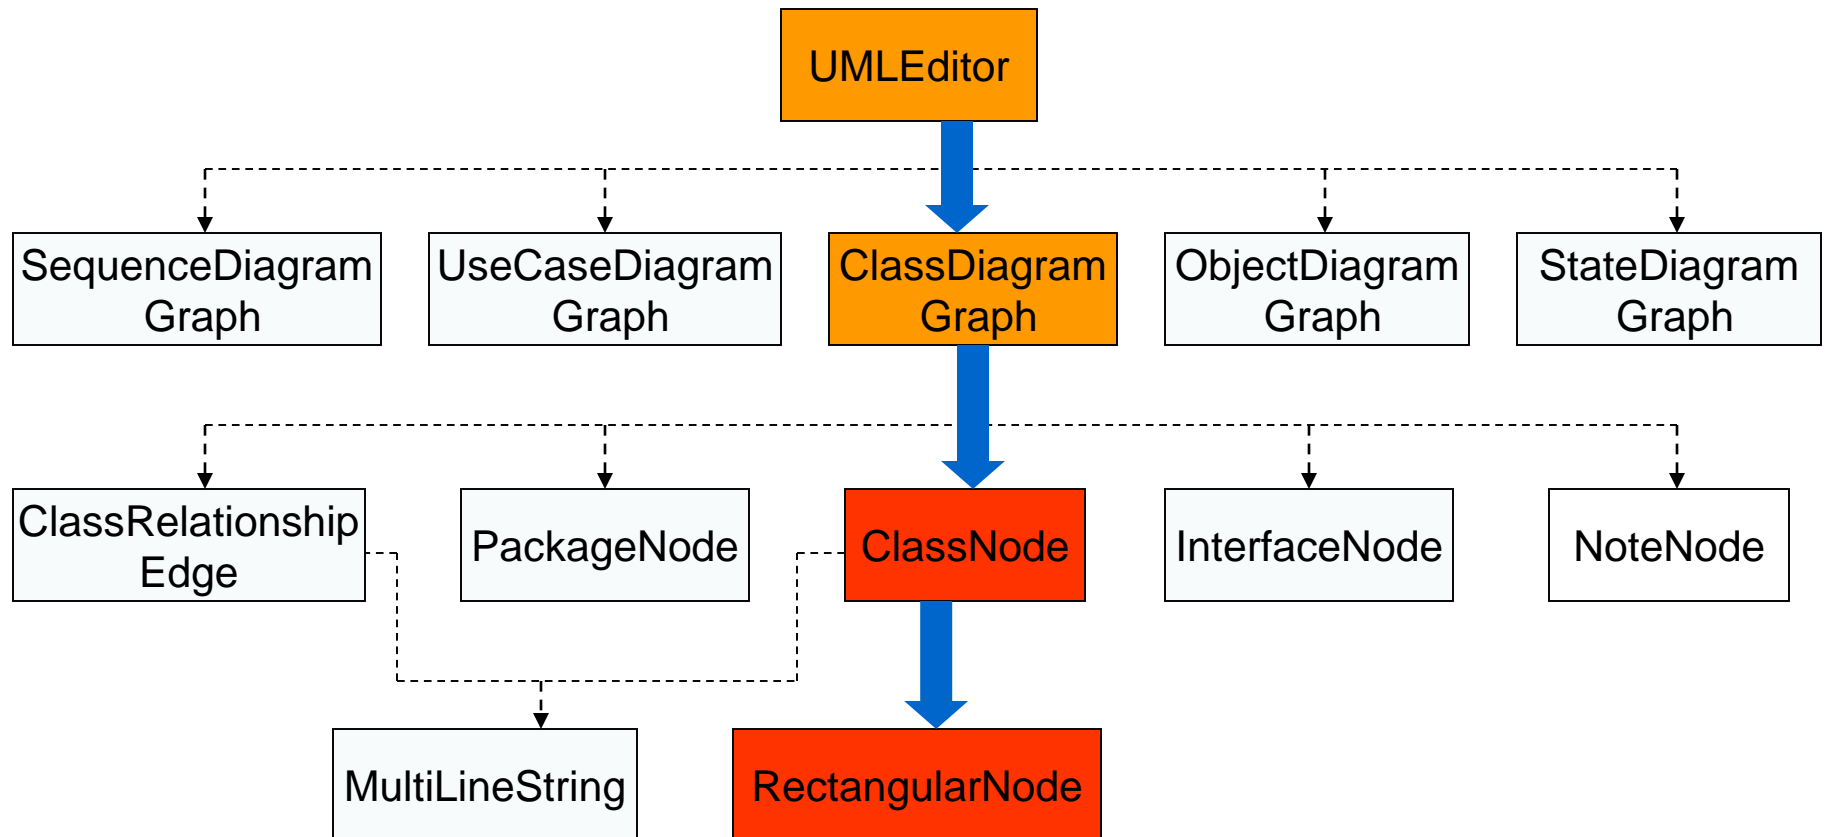 UMLEditor
SequenceDiagram
Graph
UseCaseDiagram
Graph
ClassDiagram
Graph
ObjectDiagram
Graph
StateDiagram
Graph
ClassRelationship
Edge
PackageNode
ClassNode
InterfaceNode
NoteNode
MultiLineString
RectangularNode